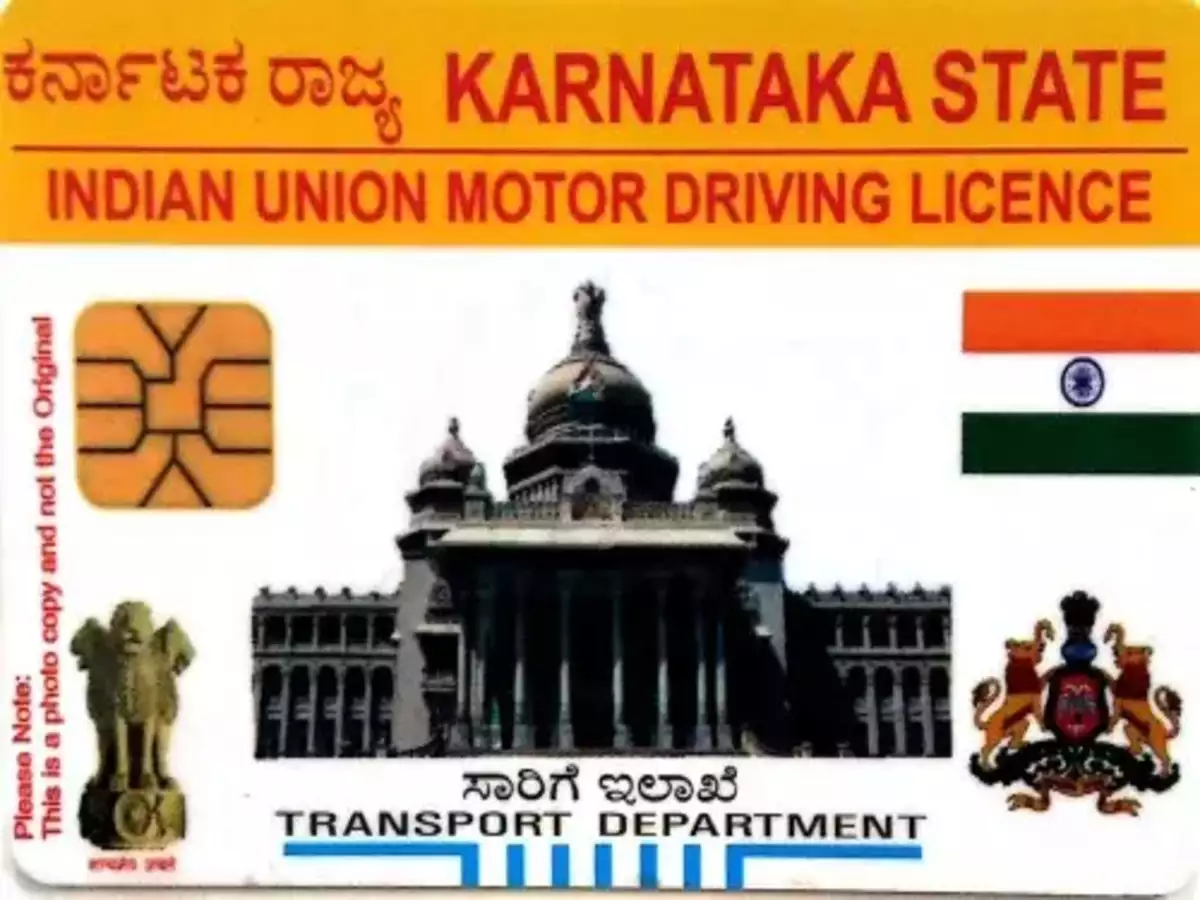 ಕರ್ನಾಟಕ ರಾಜ್ಯ KARNATAKA STATE
INDIAN UNION MOTOR DRIVING LICENCE
Please Note:
This is a photo copy and not the Original
ಸಾರಿಗೆ ಇಲಾಖೆ
TRANSPORT DEPARTMENT